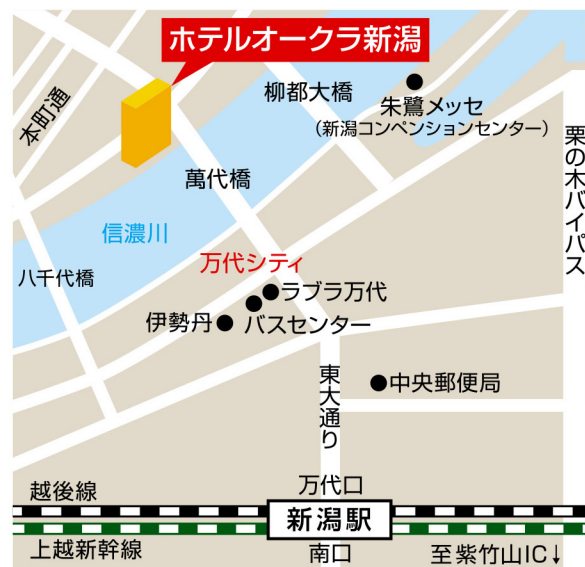 ホテルオークラ新潟
本町通
柳都大橋
朱鷺メッセ
(新潟コンペンションセンター)
栗の木バイパス
萬代橋
信濃川
八千代橋
万代シティ
ラブラ万代
バスセンター
伊勢丹
東大通り
中央郵便局
万代口
越後線
新潟駅
上越新幹線
南口
至紫竹山IC↓